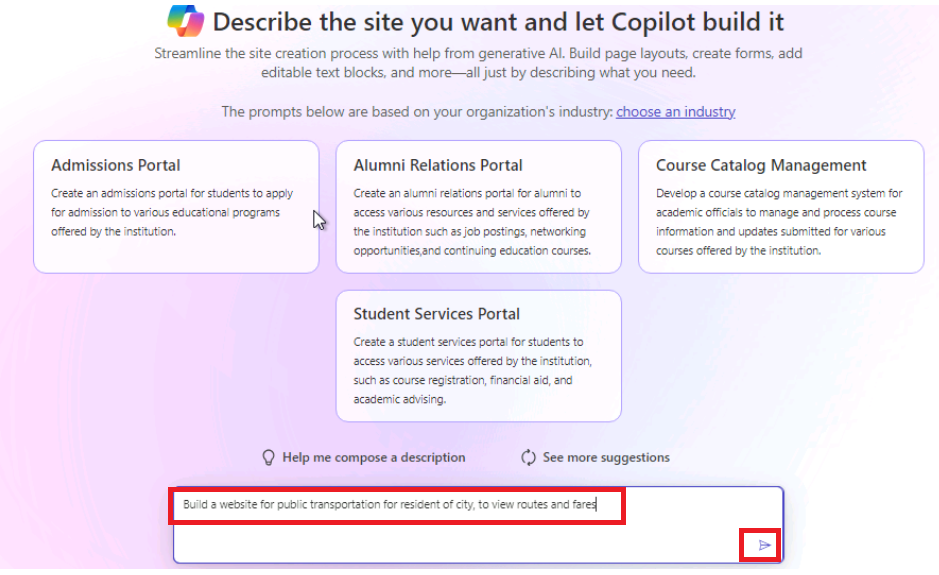 Describe the site you want and let Copilot build it
Streamline the site creation process with help from generative AI. Build page layouts, create forms, add
editable text blocks, and more—all just by describing what you need.
The prompts below are based on your organization's industry: choose an industry
Admissions Portal
Create an admissions portal for students to apply
for admission to various educational programs
offered by the institution.
Alumni Relations Portal
Create an alumni relations portal for alumni to
access various resources and services offered by
the institution such as job postings, networking
opportunities,and continuing education courses.
Course Catalog Management
Develop a course catalog management system for
academic officials to manage and process course
information and updates submitted for various
courses offered by the institution.
Student Services Portal
Create a student services portal for students to
access various services offered by the institution,
such as course registration, financial aid, and
academic advising.
Help me compose a description
See more suggestions
Build a website for public transportation for resident of city, to view routes and fares